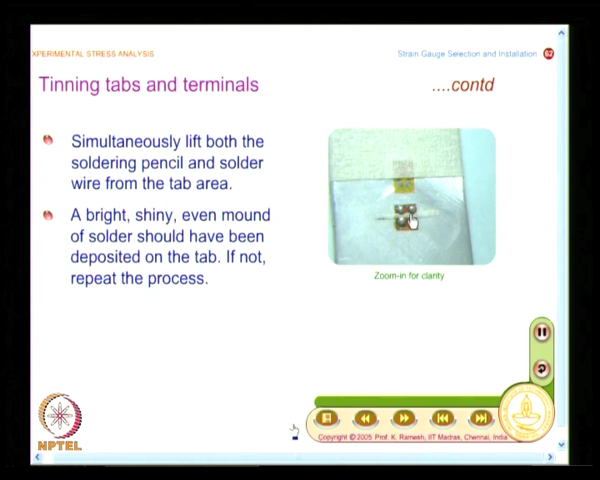 XPERIMENTAL STRESS ANALYSIS
Strain Gauge Selection and Installation 62
Tinning tabs and terminals
....contd
Simultaneously lift both the
soldering pencil and solder
wire from the tab area.
A bright, shiny, even mound
of solder should have been
deposited on the tab. If not,
repeat the process.
Zoom-in for clarity
NPTEL
Copyright © 2005 Prof. K. Ramesh, IIT Madras, Chennai, India